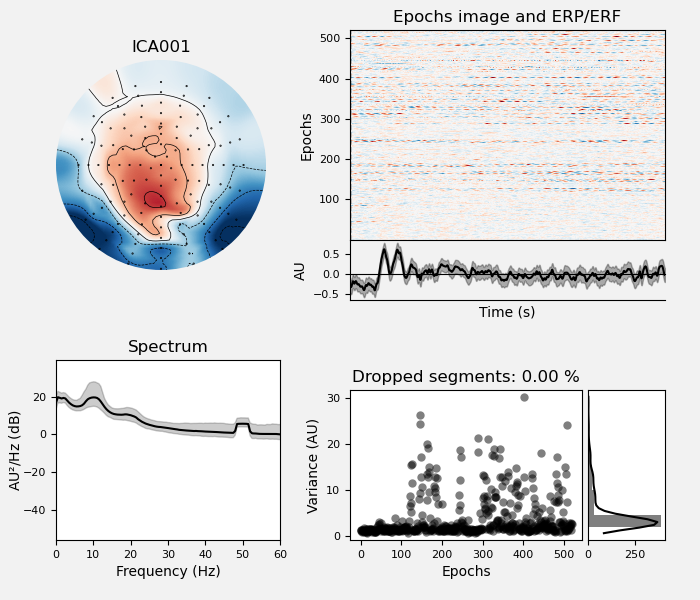 ICA001
Epochs image and ERP/ERF
500
400
300
200
100
Epochs
0.5
0.0
−0.5
AU
Time (s)
Spectrum
20
0
−20
−40
AU²/Hz (dB)
0 10 20 30 40 50 60
Frequency (Hz)
Dropped segments: 0.00 %
30
20
10
0
Variance (AU)
0 100 200 300 400 500
Epochs
0 250